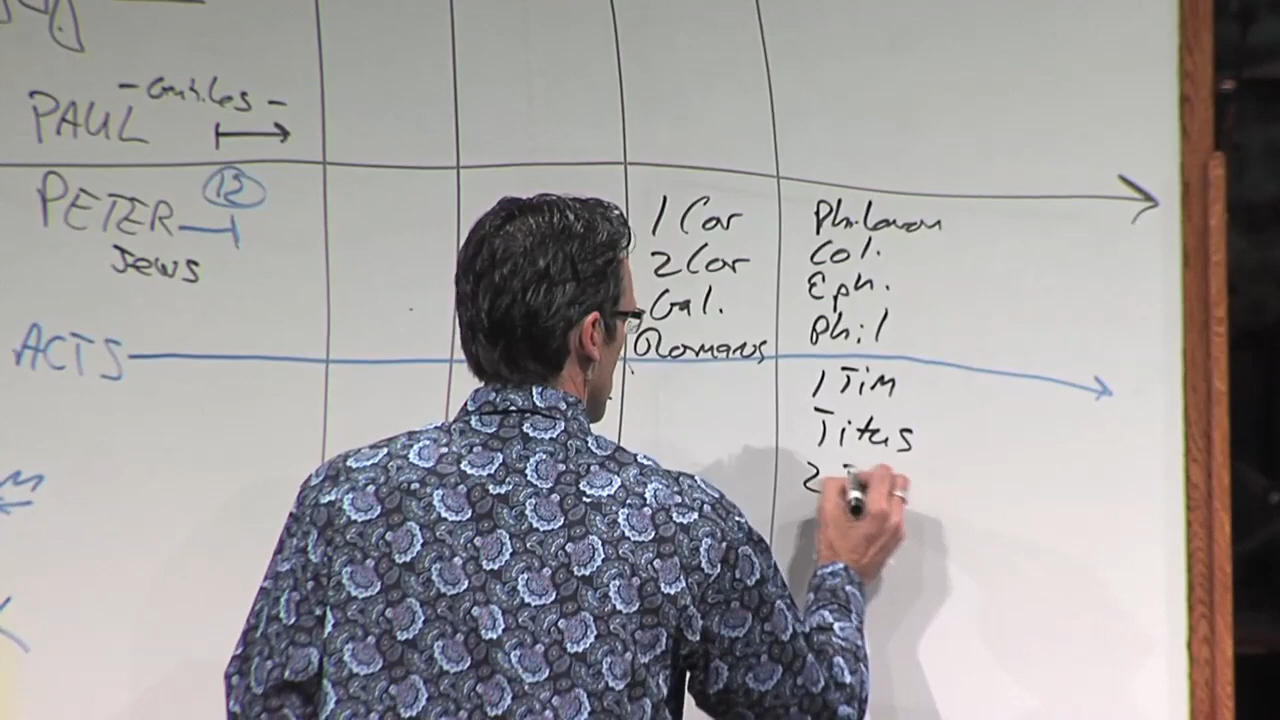 - Gentiles -
PAUL
PETER
12
Jews
ACTS
1 Cor
2 Cor
Gal.
Romans
Philemon
Col.
Eph.
Phil
1 Tim
Titus
2